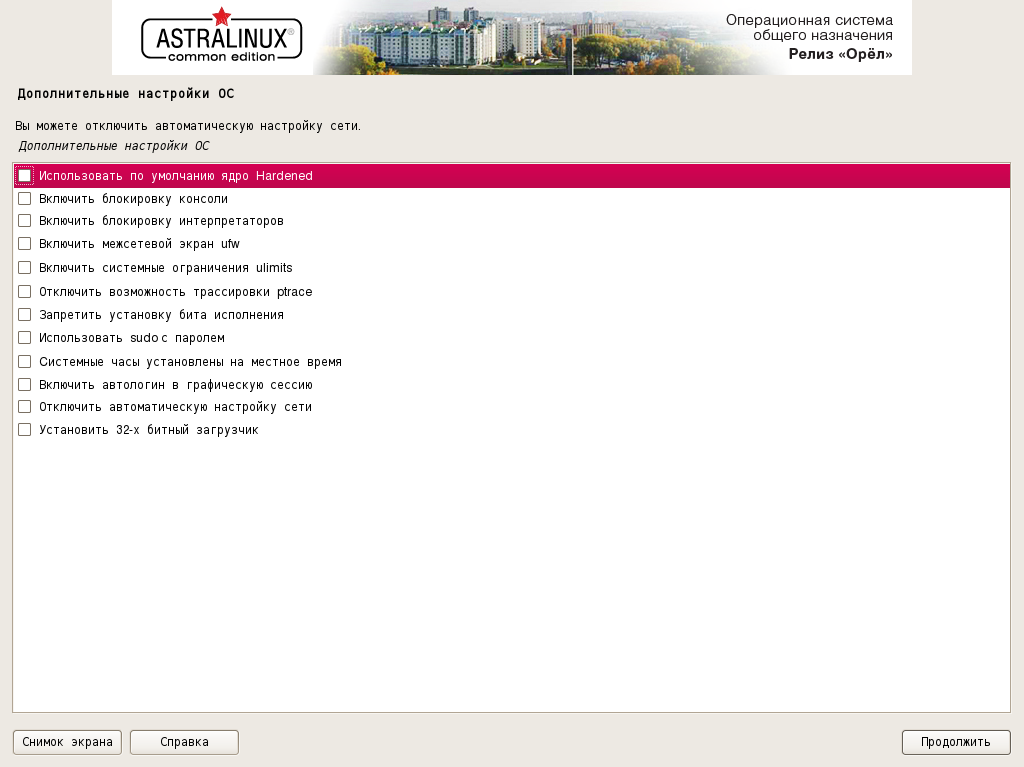 ASTRALINUX®
common edition
Операционная система
общего назначения
Релиз «Орёл»
Дополнительные настройки ОС
Вы можете отключить автоматическую настройку сети.
Дополнительные настройки ОС
Использовать по умолчанию ядро Hardened
Включить блокировку консоли
Включить блокировку интерпретаторов
Включить межсетевой экран ufw
Включить системные ограничения ulimits
Отключить возможность трассировки ptrace
Запретить установку бита исполнения
Использовать sudo с паролем
Системные часы установлены на местное время
Включить автологин в графическую сессию
Отключить автоматическую настройку сети
Установить 32-х битный загрузчик
Снимок экрана
Справка
Продолжить